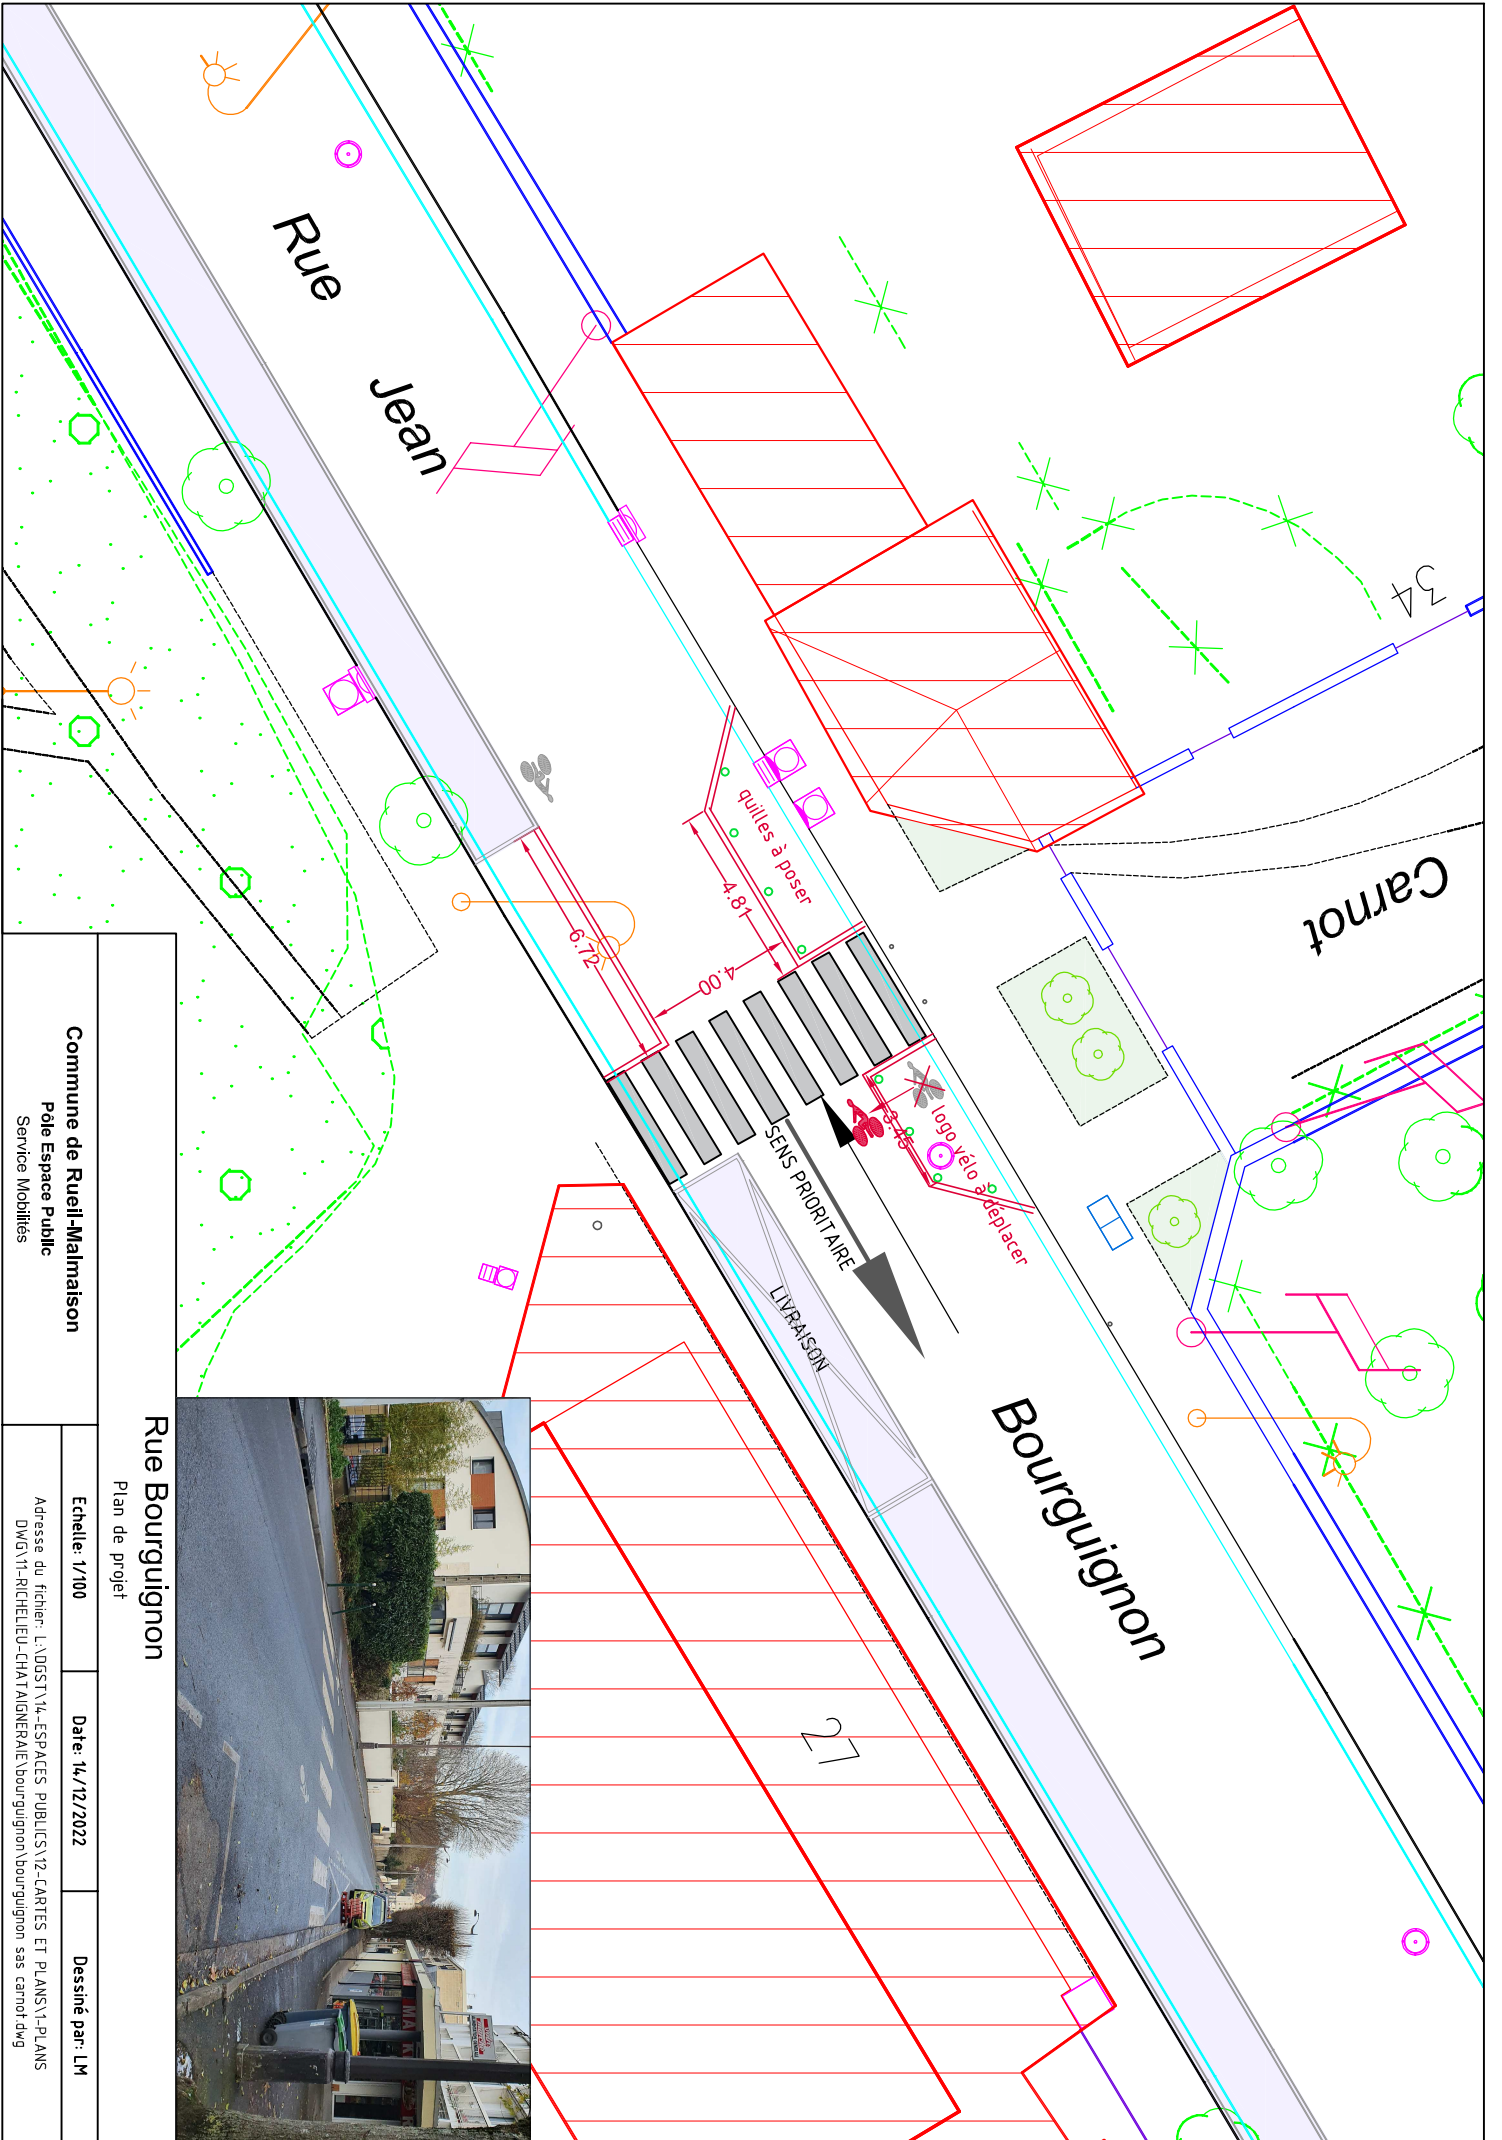 Rue
Jean
Bourguignon
Carnot
34
27
quilles à poser
4.81
6.72
4.00
3.45
logo vélo à déplacer
SENS PRIORITAIRE
LIVRAISON
Rue Bourguignon
Plan de projet
Commune de Rueil-Malmaison
Pôle Espace Public
Service Mobilités
Echelle: 1/100
Date: 14/12/2022
Dessiné par: LM
Adresse du fichier: L:\DGST\14-ESPACES PUBLICS\12-CARTES ET PLANS\1-PLANS
DWG\11-RICHELIEU-CHATAIGNERAIE\bourguignon\bourguignon sas carnot.dwg